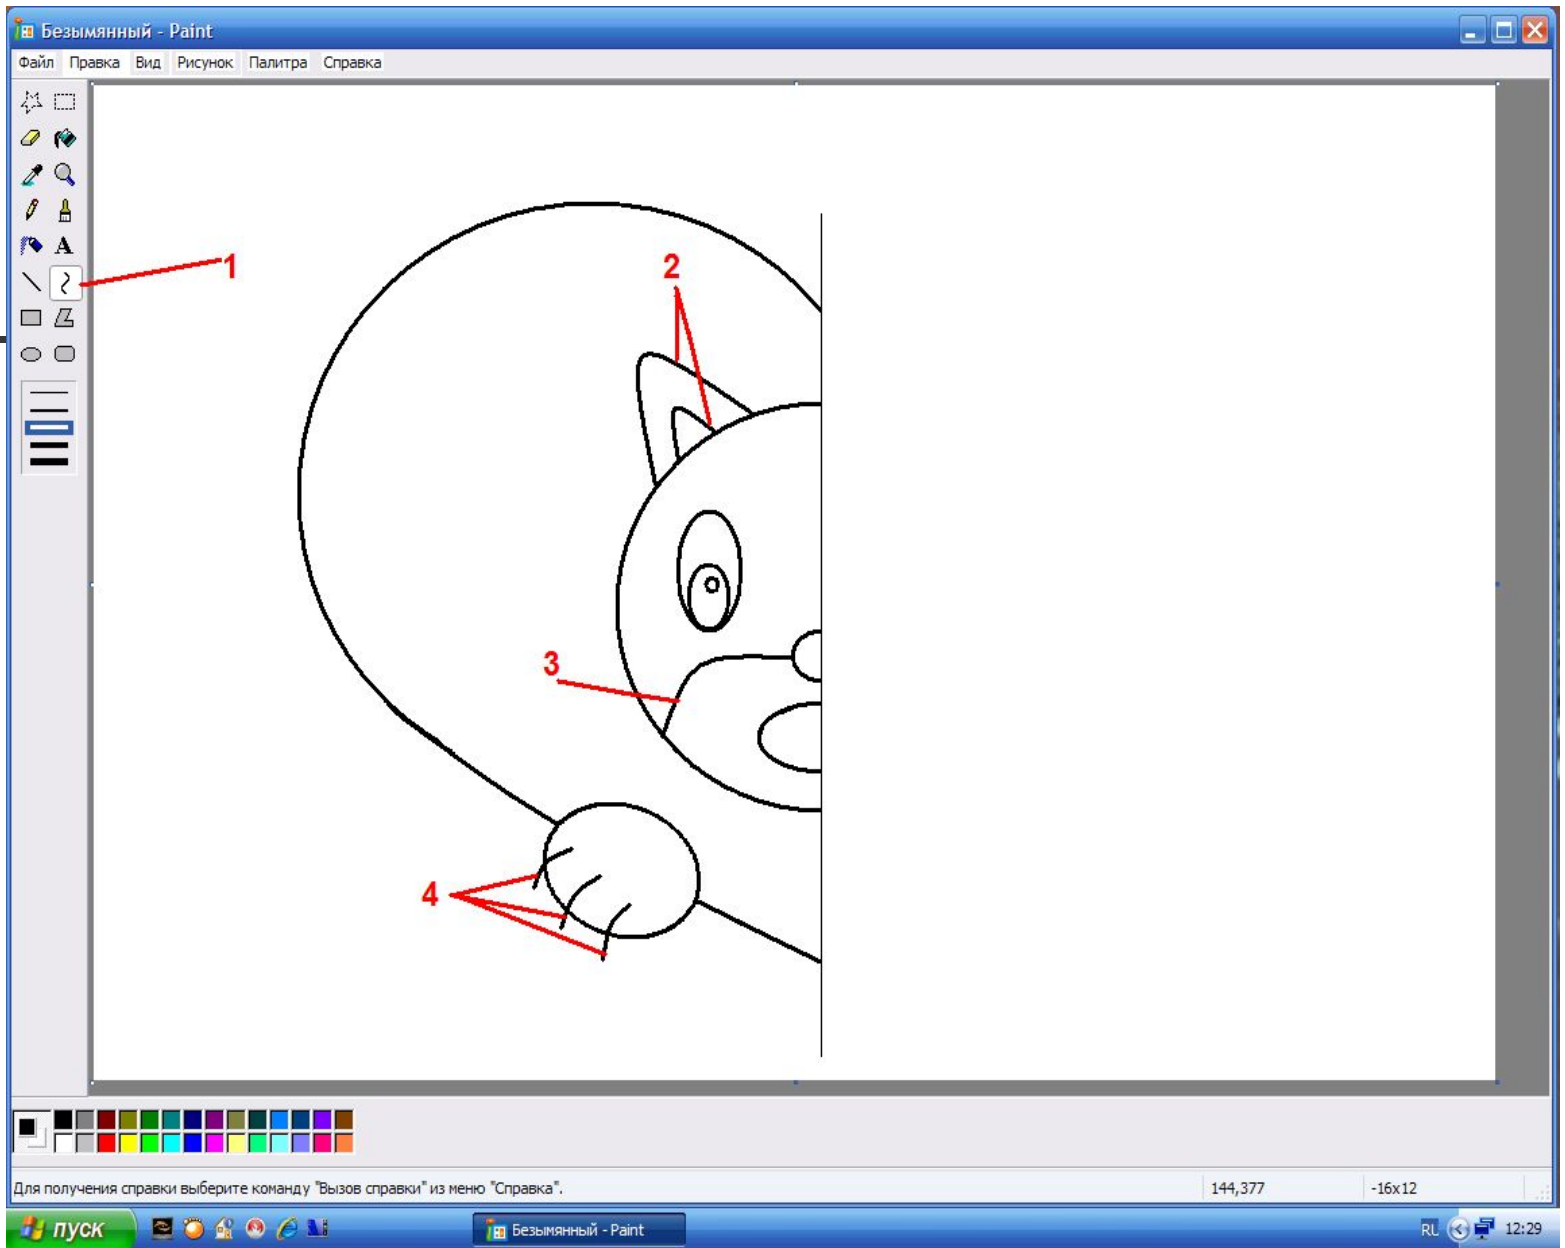 Безымянный - Paint
Файл Правка Вид Рисунок Палитра Справка
A
1
2
3
4
Для получения справки выберите команду "Вызов справки" из меню "Справка".
144,377
-16x12
пуск
Безымянный - Paint
RL
12:29